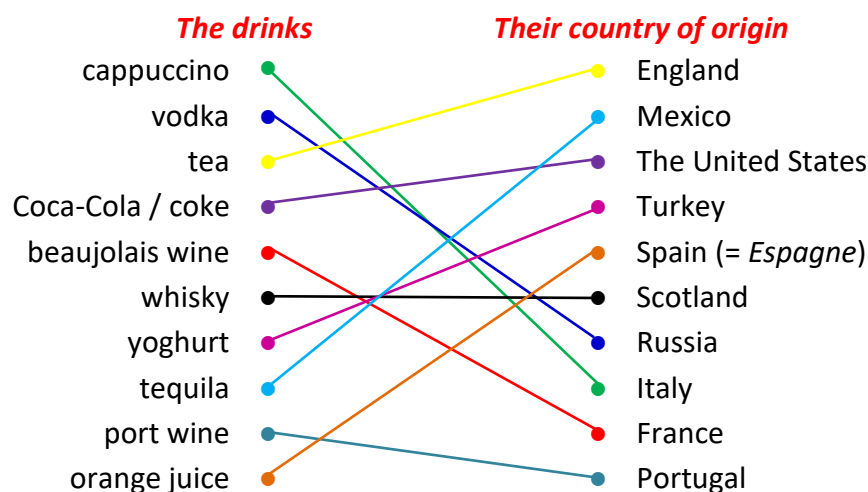 The drinks Their country of origin
cappuccino England
vodka Mexico
tea The United States
Coca-Cola / coke Turkey
beaujolais wine Spain (= Espagne)
whisky Scotland
yoghurt Russia
tequila Italy
port wine France
orange juice Portugal